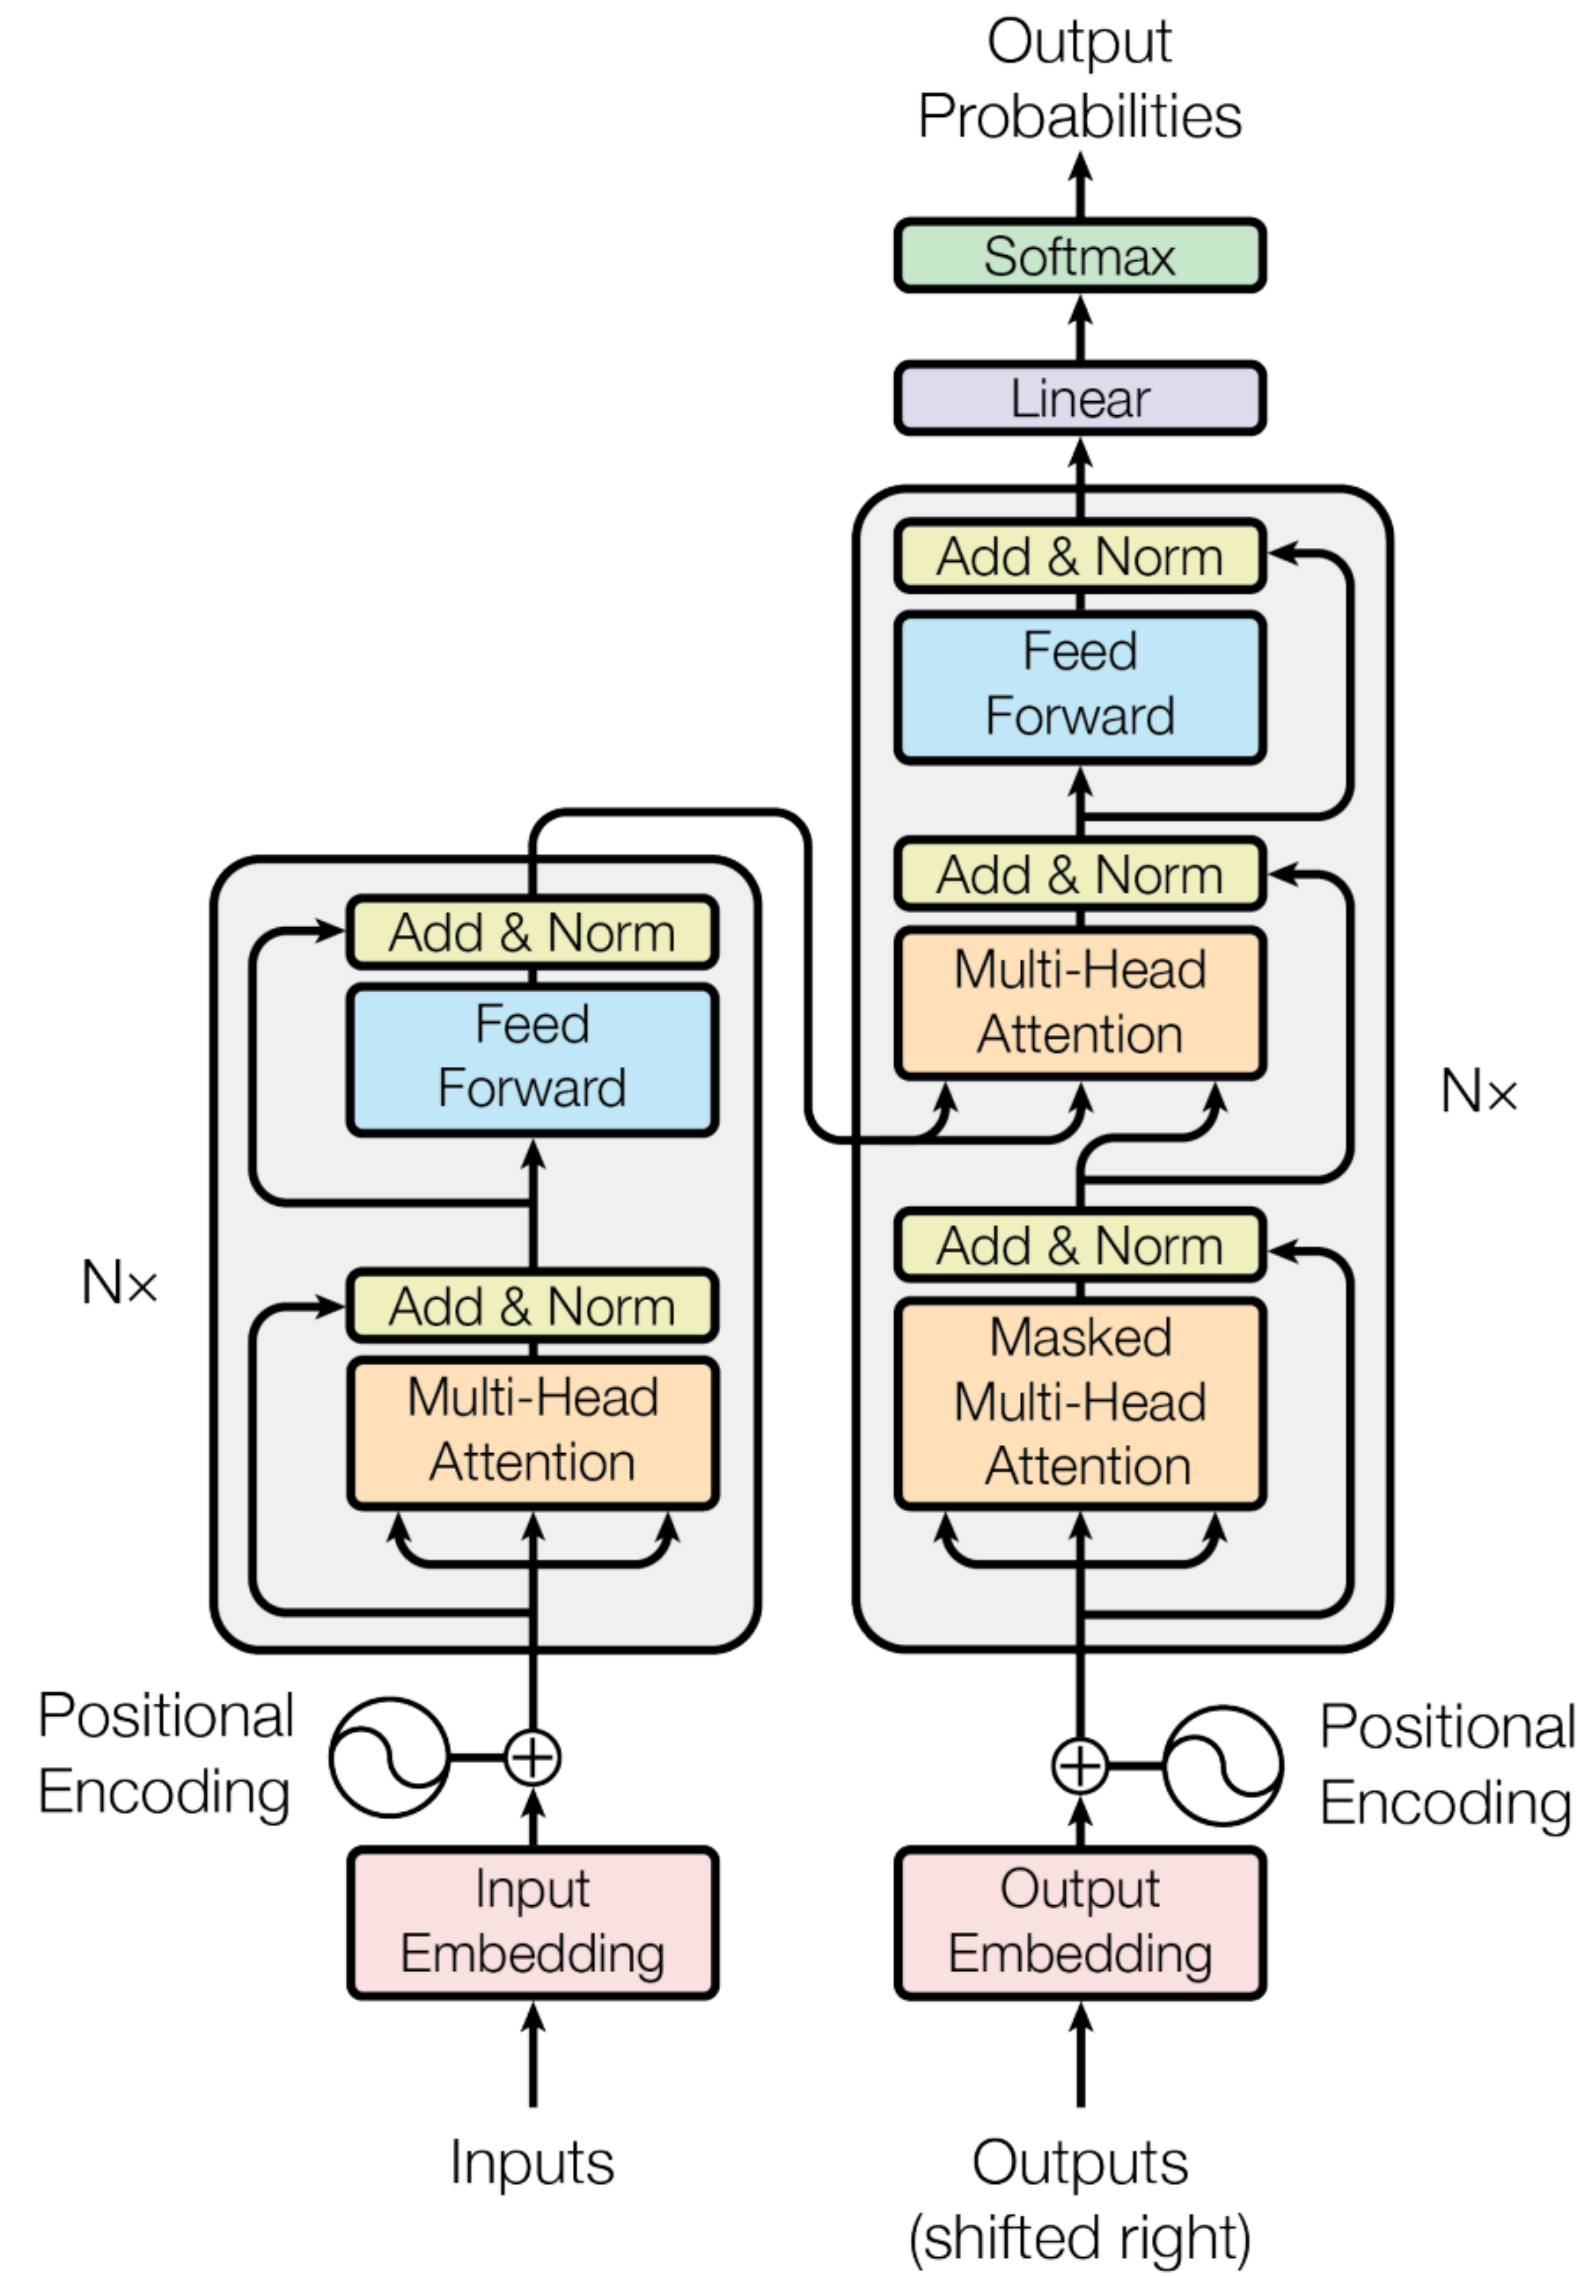 Output
Probabilities
Softmax
Linear
Add & Norm
Feed
Forward
Add & Norm
Multi-Head
Attention
Add & Norm
Masked
Multi-Head
Attention
N×
Add & Norm
Feed
Forward
Add & Norm
Multi-Head
Attention
N×
Positional
Encoding
Positional
Encoding
Input
Embedding
Output
Embedding
Inputs
Outputs
(shifted right)